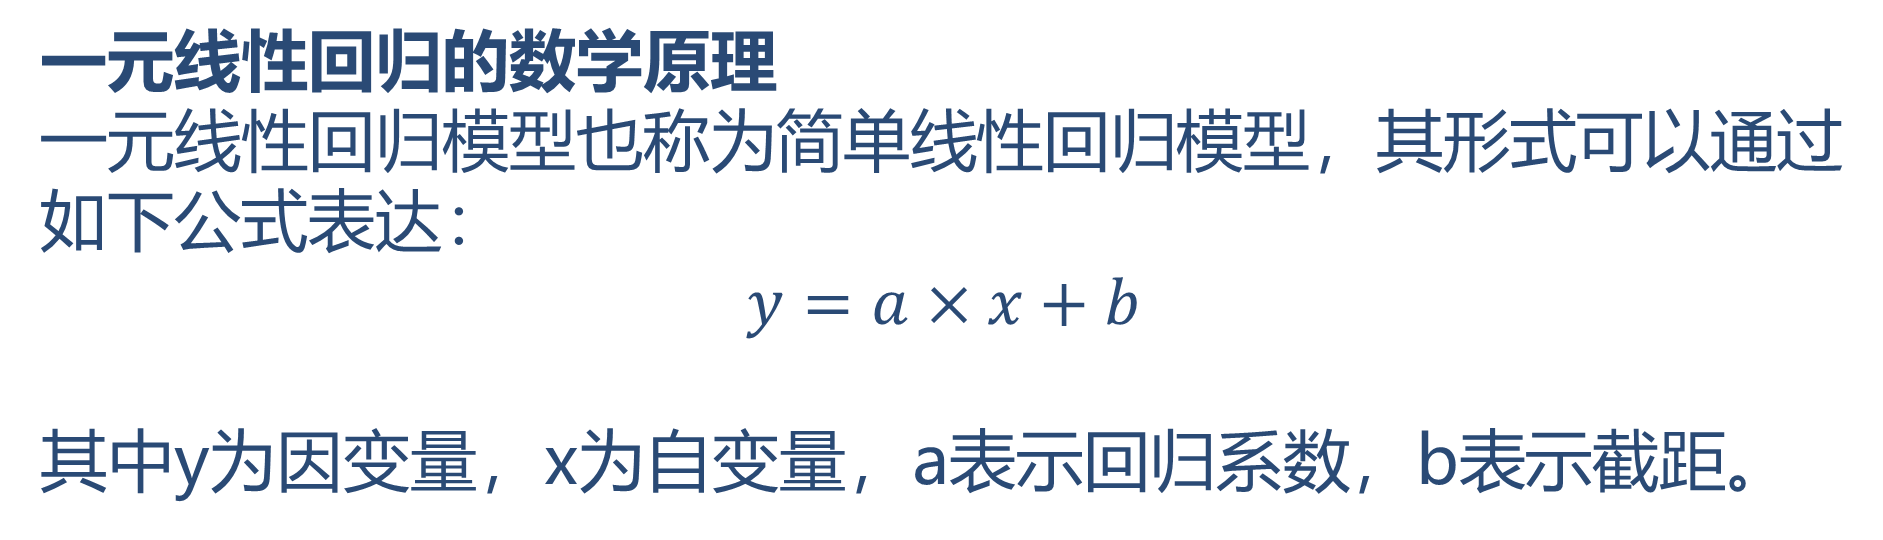 一元线性回归的数学原理
一元线性回归模型也称为简单线性回归模型，其形式可以通过
如下公式表达：
y = a × x + b
其中y为因变量，x为自变量，a表示回归系数，b表示截距。